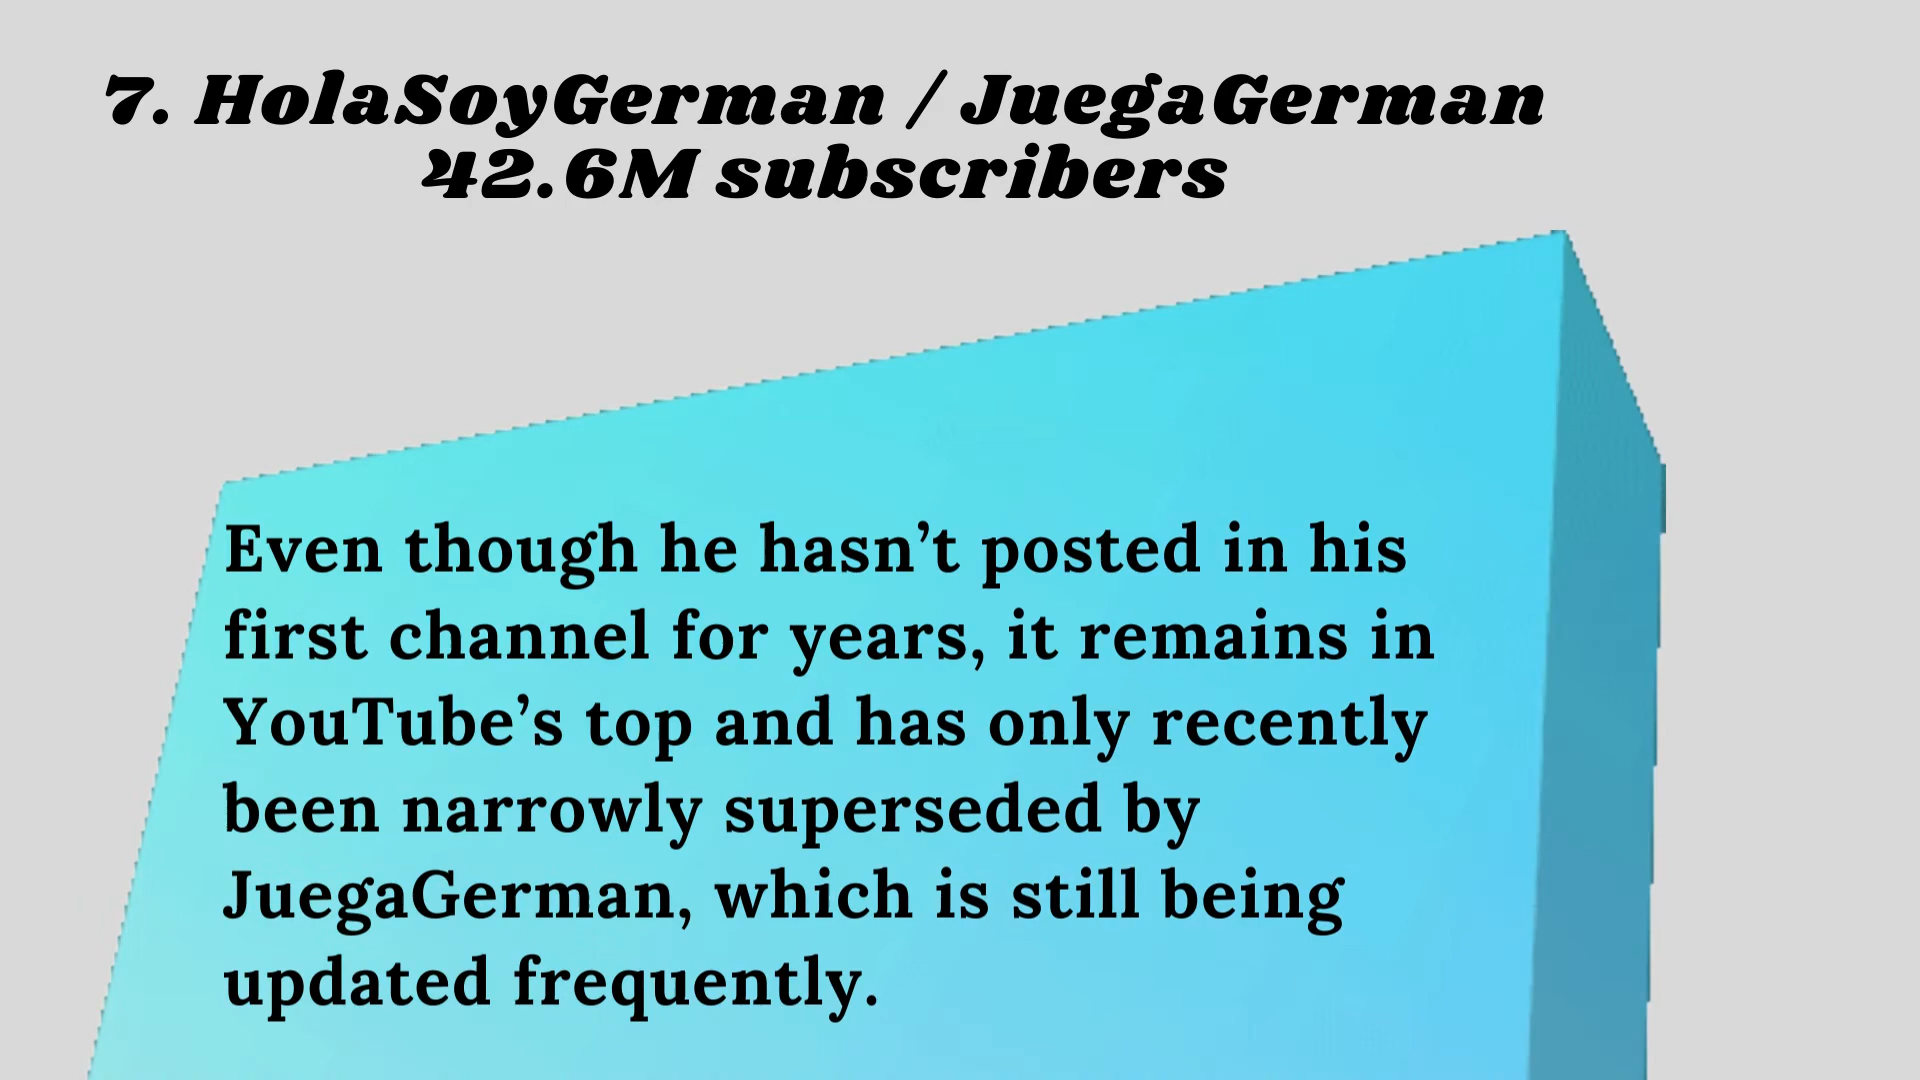 7. HolaSoyGerman / JuegaGerman
42.6M subscribers
Even though he hasn’t posted in his
first channel for years, it remains in
YouTube’s top and has only recently
been narrowly superseded by
JuegaGerman, which is still being
updated frequently.